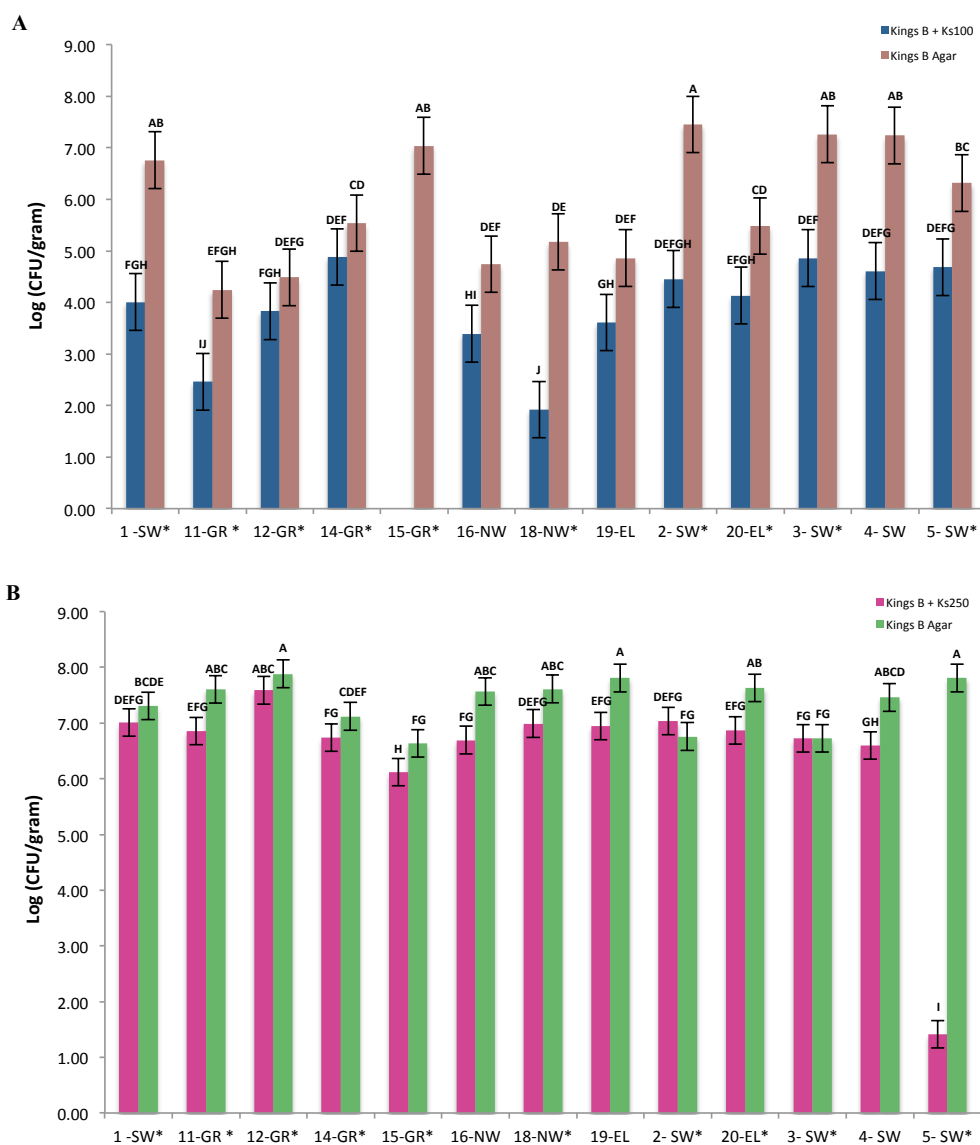 A
Kings B + Ks100
Kings B Agar
9.00
8.00
7.00
6.00
5.00
4.00
3.00
2.00
1.00
0.00
Log (CFU/gram)
FGH AB IJ EFGH FGH DEFG DEF CD AB HI DEF J DE GH DEF DEFGH A EFGH CD DEF AB DEFG AB DEFG BC
1 -SW* 11-GR * 12-GR* 14-GR* 15-GR* 16-NW 18-NW* 19-EL 2- SW* 20-EL* 3- SW* 4- SW 5- SW*
B
Kings B + Ks250
Kings B Agar
9.00
8.00
7.00
6.00
5.00
4.00
3.00
2.00
1.00
0.00
Log (CFU/gram)
DEFG BCDE EFG ABC ABC A FG CDEF H FG FG ABC DEFG ABC EFG A DEFG FG EFG AB FG FG GH ABCD I A
1 -SW* 11-GR * 12-GR* 14-GR* 15-GR* 16-NW 18-NW* 19-EL 2- SW* 20-EL* 3- SW* 4- SW 5- SW*